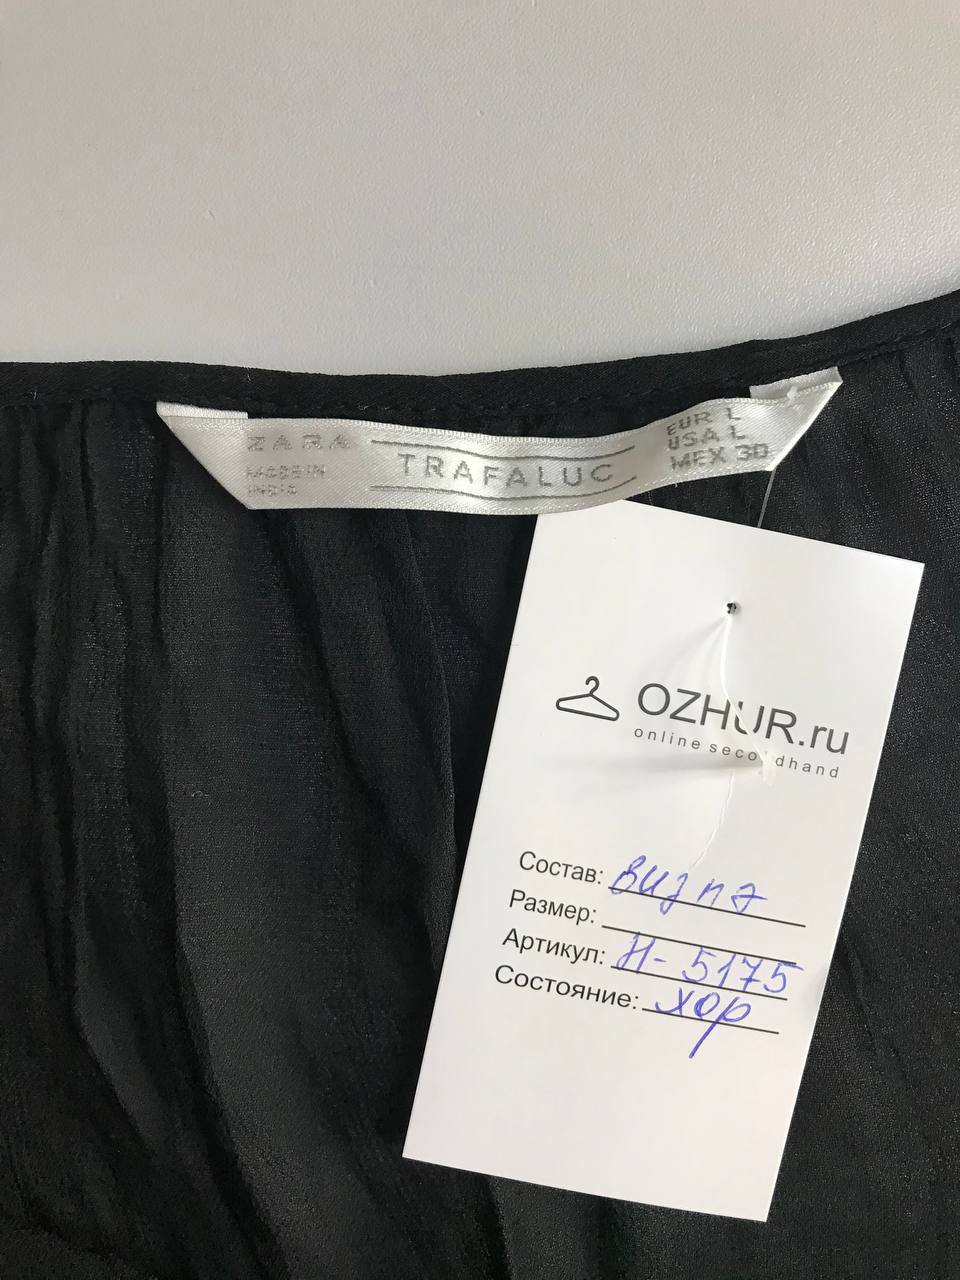 ZARA
MADE IN
INDIA
TRAFALUC
EUR L
USA L
MEX 30
OZHUR.ru
online secondhand
Состав:
Размер:
Артикул: Н-5175
Состояние: хор